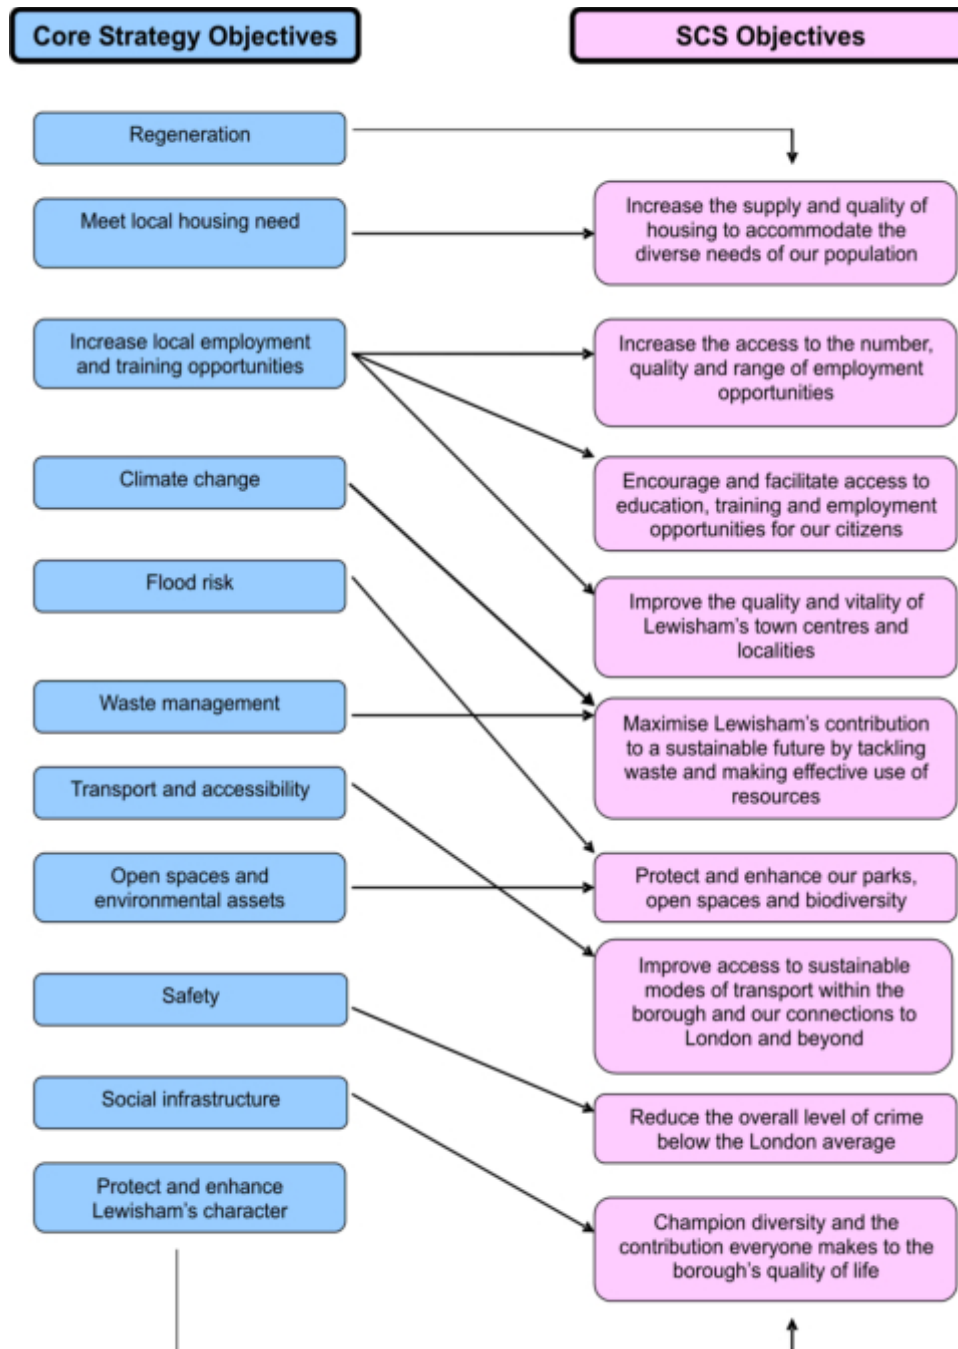 Core Strategy Objectives
SCS Objectives
Regeneration
Meet local housing need
Increase the supply and quality of
housing to accommodate the
diverse needs of our population
Increase local employment
and training opportunities
Increase the access to the number,
quality and range of employment
opportunities
Climate change
Encourage and facilitate access to
education, training and employment
opportunities for our citizens
Flood risk
Improve the quality and vitality of
Lewisham's town centres and
localities
Waste management
Maximise Lewisham's contribution
to a sustainable future by tackling
waste and making effective use of
resources
Transport and accessibility
Open spaces and
environmental assets
Protect and enhance our parks,
open spaces and biodiversity
Improve access to sustainable
modes of transport within the
borough and our connections to
London and beyond
Safety
Social infrastructure
Reduce the overall level of crime
below the London average
Protect and enhance
Lewisham's character
Champion diversity and the
contribution everyone makes to the
borough's quality of life